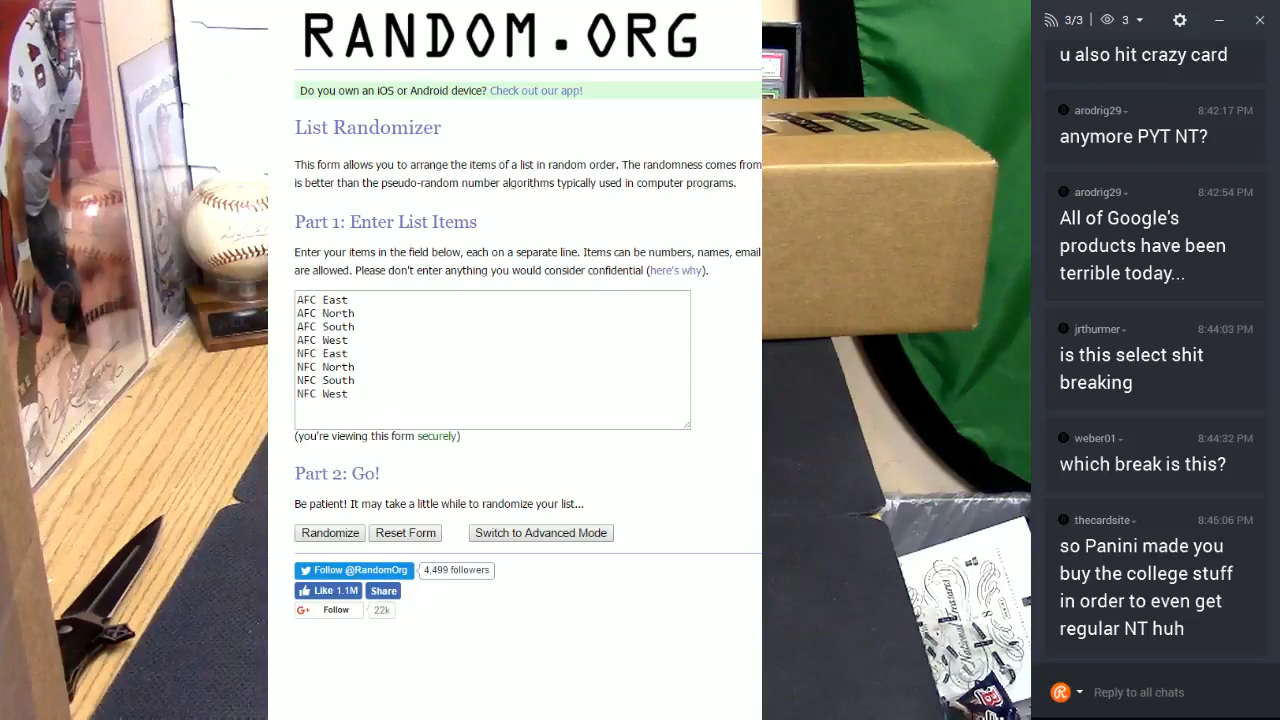 RANDOM.ORG
Do you own an iOS or Android device? Check out our app!
List Randomizer
This form allows you to arrange the items of a list in random order. The randomness comes from
is better than the pseudo-random number algorithms typically used in computer programs.
Part 1: Enter List Items
Enter your items in the field below, each on a separate line. Items can be numbers, names, email
are allowed. Please don't enter anything you would consider confidential (here's why).
AFC East
AFC North
AFC South
AFC West
NFC East
NFC North
NFC South
NFC West
(you're viewing this form securely)
Part 2: Go!
Be patient! It may take a little while to randomize your list...
Randomize Reset Form Switch to Advanced Mode
Follow @RandomOrg 4,499 followers
Like 1.1M Share
G+ Follow 22k
National Treasures
3/3 3
u also hit crazy card
arodrig29 8:42:17 PM
anymore PYT NT?
arodrig29 8:42:54 PM
All of Google's
products have been
terrible today...
jrthurmer 8:44:03 PM
is this select shit
breaking
weber01 8:44:32 PM
which break is this?
thecardsite 8:45:06 PM
so Panini made you
buy the college stuff
in order to even get
regular NT huh
Reply to all chats